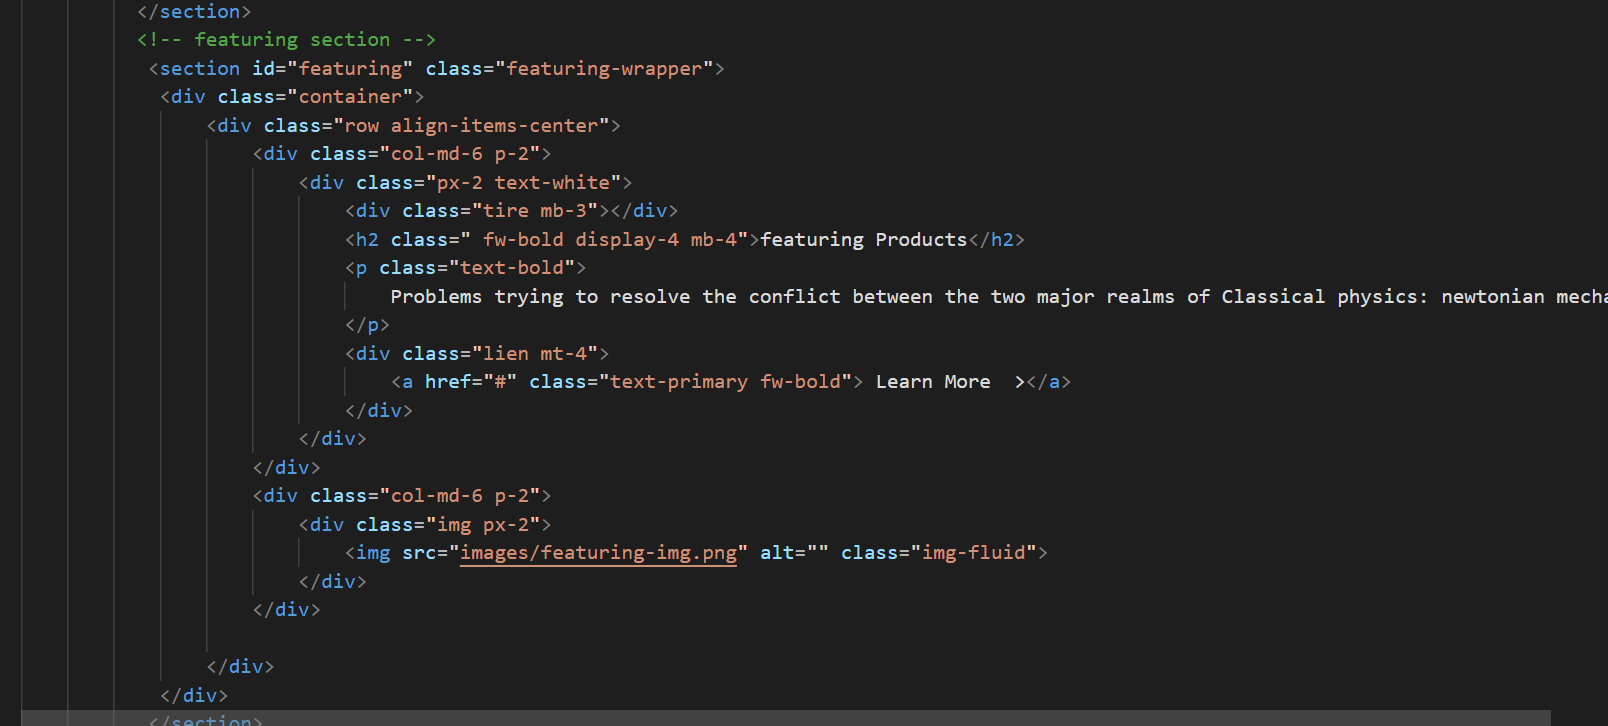 </section>
<!-- featuring section -->
<section id="featuring" class="featuring-wrapper">
<div class="container">
<div class="row align-items-center">
<div class="col-md-6 p-2">
<div class="px-2 text-white">
<div class="tire mb-3"></div>
<h2 class=" fw-bold display-4 mb-4">featuring Products</h2>
<p class="text-bold">
Problems trying to resolve the conflict between the two major realms of Classical physics: newtonian mecha
</p>
<div class="lien mt-4">
<a href="#" class="text-primary fw-bold"> Learn More  ></a>
</div>
</div>
</div>
<div class="col-md-6 p-2">
<div class="img px-2">
<img src="images/featuring-img.png" alt="" class="img-fluid">
</div>
</div>
</div>
</div>
</section>